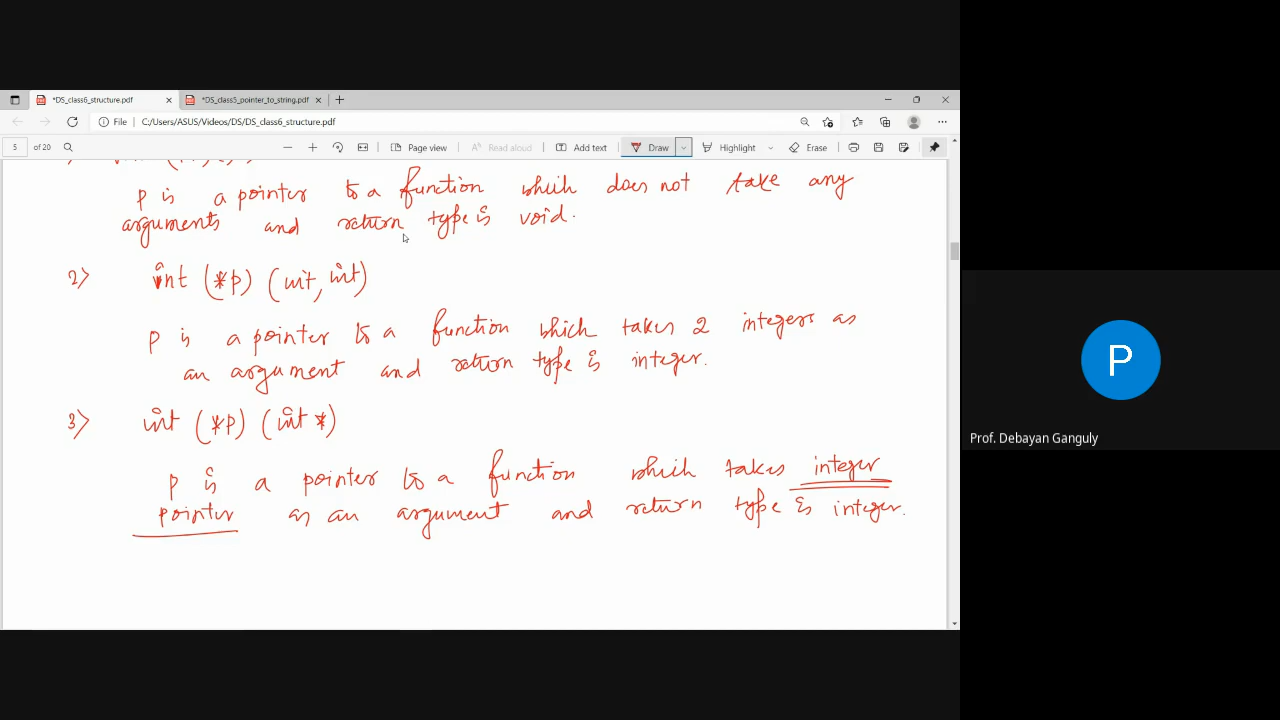 *DS_class6_structure.pdf
*DS_class5_pointer_to_string.pdf
File C:/Users/ASUS/Videos/DS/DS_class6_structure.pdf
5 of 20 Page view Read aloud Add text Draw Highlight Erase
p is a pointer to a function which does not take any
arguments and return type is void.
2) int (*p) (int, int)
p is a pointer to a function which takes 2 integers as
an argument and return type is integer.
3) int (*p) (int *)
p is a pointer to a function which takes integer
pointer as an argument and return type is integer.
P
Prof. Debayan Ganguly